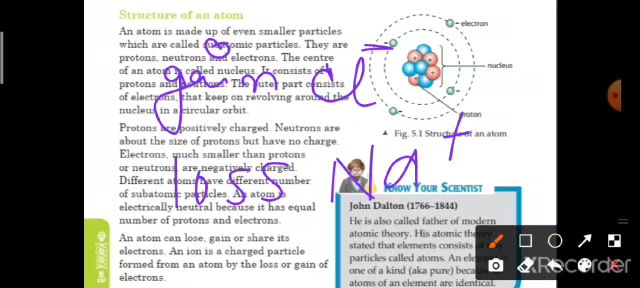 Structure of an atom
An atom is made up of even smaller particles
which are called subatomic particles. They are
protons, neutrons and electrons. The centre
of an atom is called nucleus. It consists of
protons and neutrons. The outer part consists
of electrons, that keep on revolving around the
nucleus in a circular orbit.
Protons are positively charged. Neutrons are
about the size of protons but have no charge.
Electrons, much smaller than protons
or neutrons, are negatively charged.
Different atoms have different number
of subatomic particles. An atom is
electrically neutral because it has equal
number of protons and electrons.
An atom can lose, gain or share its
electrons. An ion is a charged particle
formed from an atom by the loss or gain of
electrons.
gain Cl −
loss Na +
electron
nucleus
proton
▲ Fig. 5.1 Structure of an atom
KNOW YOUR SCIENTIST
John Dalton (1766–1844)
He is also called father of modern
atomic theory. His atomic theory
stated that elements consists of
particles called atoms. An
one of a kind (aka pure)
atoms of an element are identical.
Recorder